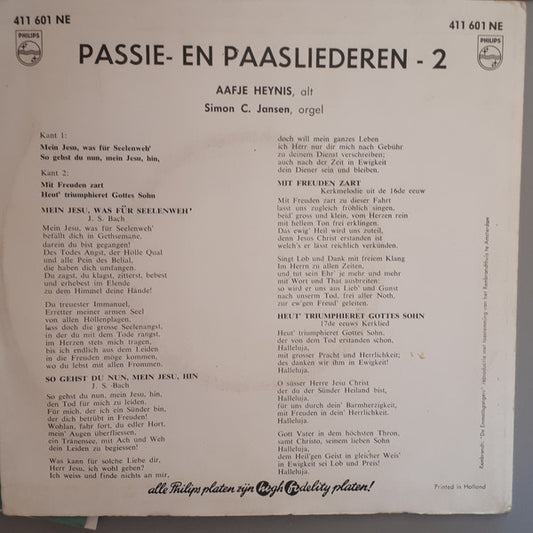 411 601 NE
411 601 NE
PHILIPS
PHILIPS
PASSIE- EN PAASLIEDEREN - 2
AAFJE HEYNIS, alt
Simon C. Jansen, orgel
Kant 1:
Mein Jesu, was für Seelenweh'
So gehst du nun, mein Jesu, hin,
Kant 2:
Mit Freuden zart
Heut' triumphieret Gottes Sohn
MEIN JESU, WAS FÜR SEELENWEH'
J. S. Bach
Mein Jesu, was für Seelenweh'
befällt dich in Gethsemane,
darein du bist gegangen!
Des Todes Angst, der Hölle Qual
und alle Pein des Belial,
die haben dich umfangen.
Du zagst, du klagst, zitterst, bebest
und erhebest im Elende
zu dem Himmel deine Hände!
Du treuester Immanuel,
Erretter meiner armen Seel
von allen Höllenplagen,
lass doch die grosse Seelenangst,
in der du mit dem Tode rangst,
im Herzen stets mich tragen,
bis ich endlich aus dem Leiden
in die Freuden möge kommen,
wo du lebst mit allen Frommen.
SO GEHST DU NUN, MEIN JESU, HIN
J. S. Bach
So gehst du nun, mein Jesu, hin,
den Tod für mich zu leiden.
Für mich, der ich ein Sünder bin,
der dich betrübt in Freuden!
Wohlan, fahr fort, du edler Hort,
mein' Augen überfliessen,
ein Tränensee, mit Ach und Weh
dein Leiden zu begiessen!
Was kann für solche Liebe dir,
Herr Jesu, ich wohl geben?
Ich weiss und finde nichts an mir,
doch will mein ganzes Leben
ich Herr nur dir mich nach Gebühr
zu deinem Dienst verschreiben;
auch nach der Zeit in Ewigkeit
dein Diener sein und bleiben.
MIT FREUDEN ZART
Kerkmelodie uit de 16de eeuw
Mit Freuden zart zu dieser Fahrt
lasst uns zugleich fröhlich singen,
beid' gross und klein, vom Herzen rein
mit hellem Ton frei erklingen.
Das ewig' Heil wird uns zuteil,
denn Jesus Christ erstanden ist
welch's er lasst reichlich verkünden.
Singt Lob und Dank mit freiem Klang
Im Herrn zu allen Zeiten,
und tut sein Ehr' je mehr und mehr
mit Wort und That ausbreiten:
so wird er uns aus Lieb' und Gunst
nach unserm Tod, frei aller Noth,
zur ew'gen Freud' geleiten.
HEUT' TRIUMPHIERET GOTTES SOHN
17de eeuws Kerklied
Heut' triumphieret Gottes Sohn,
der von dem Tod erstanden schon,
Halleluja,
mit grosser Pracht und Herrlichkeit;
des danken wir ihm in Ewigkeit!
Halleluja.
O süsser Herre Jesu Christ
der du der Sünder Heiland bist,
Halleluja,
für uns durch dein' Barmherzigkeit,
mit Freuden in dein' Herrlichkeit.
Halleluja.
Gott Vater in dem höchsten Thron,
samt Christo, seinem lieben Sohn
Halleluja,
dem Heil'gen Geist in gleicher Weis'
in Ewigkeit sei Lob und Preis!
Halleluja.
Rembrandt: "De Emmaüsgangers", reproductie met toestemming van het Rembrandthuis te Amsterdam
alle Philips platen zijn high fidelity platen!
Printed in Holland